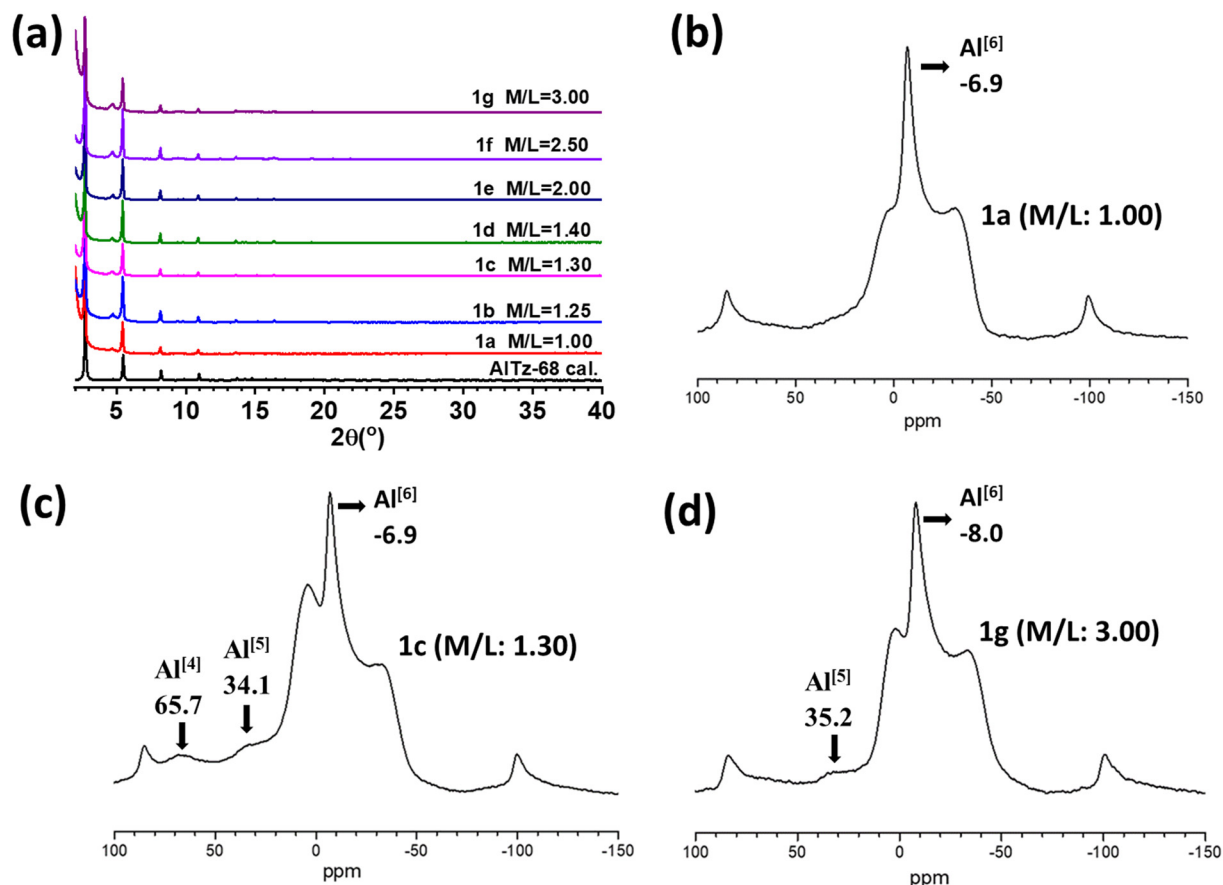 (a)
1g M/L=3.00
1f M/L=2.50
1e M/L=2.00
1d M/L=1.40
1c M/L=1.30
1b M/L=1.25
1a M/L=1.00
AlTz-68 cal.
5 10 15 20 25 30 35 40
2θ(°)
(b)
Al[6]
-6.9
1a (M/L: 1.00)
100 50 0 -50 -100 -150
ppm
(c)
Al[6]
-6.9
1c (M/L: 1.30)
Al[5]
34.1
Al[4]
65.7
100 50 0 -50 -100 -150
ppm
(d)
Al[6]
-8.0
1g (M/L: 3.00)
Al[5]
35.2
100 50 0 -50 -100 -150
ppm